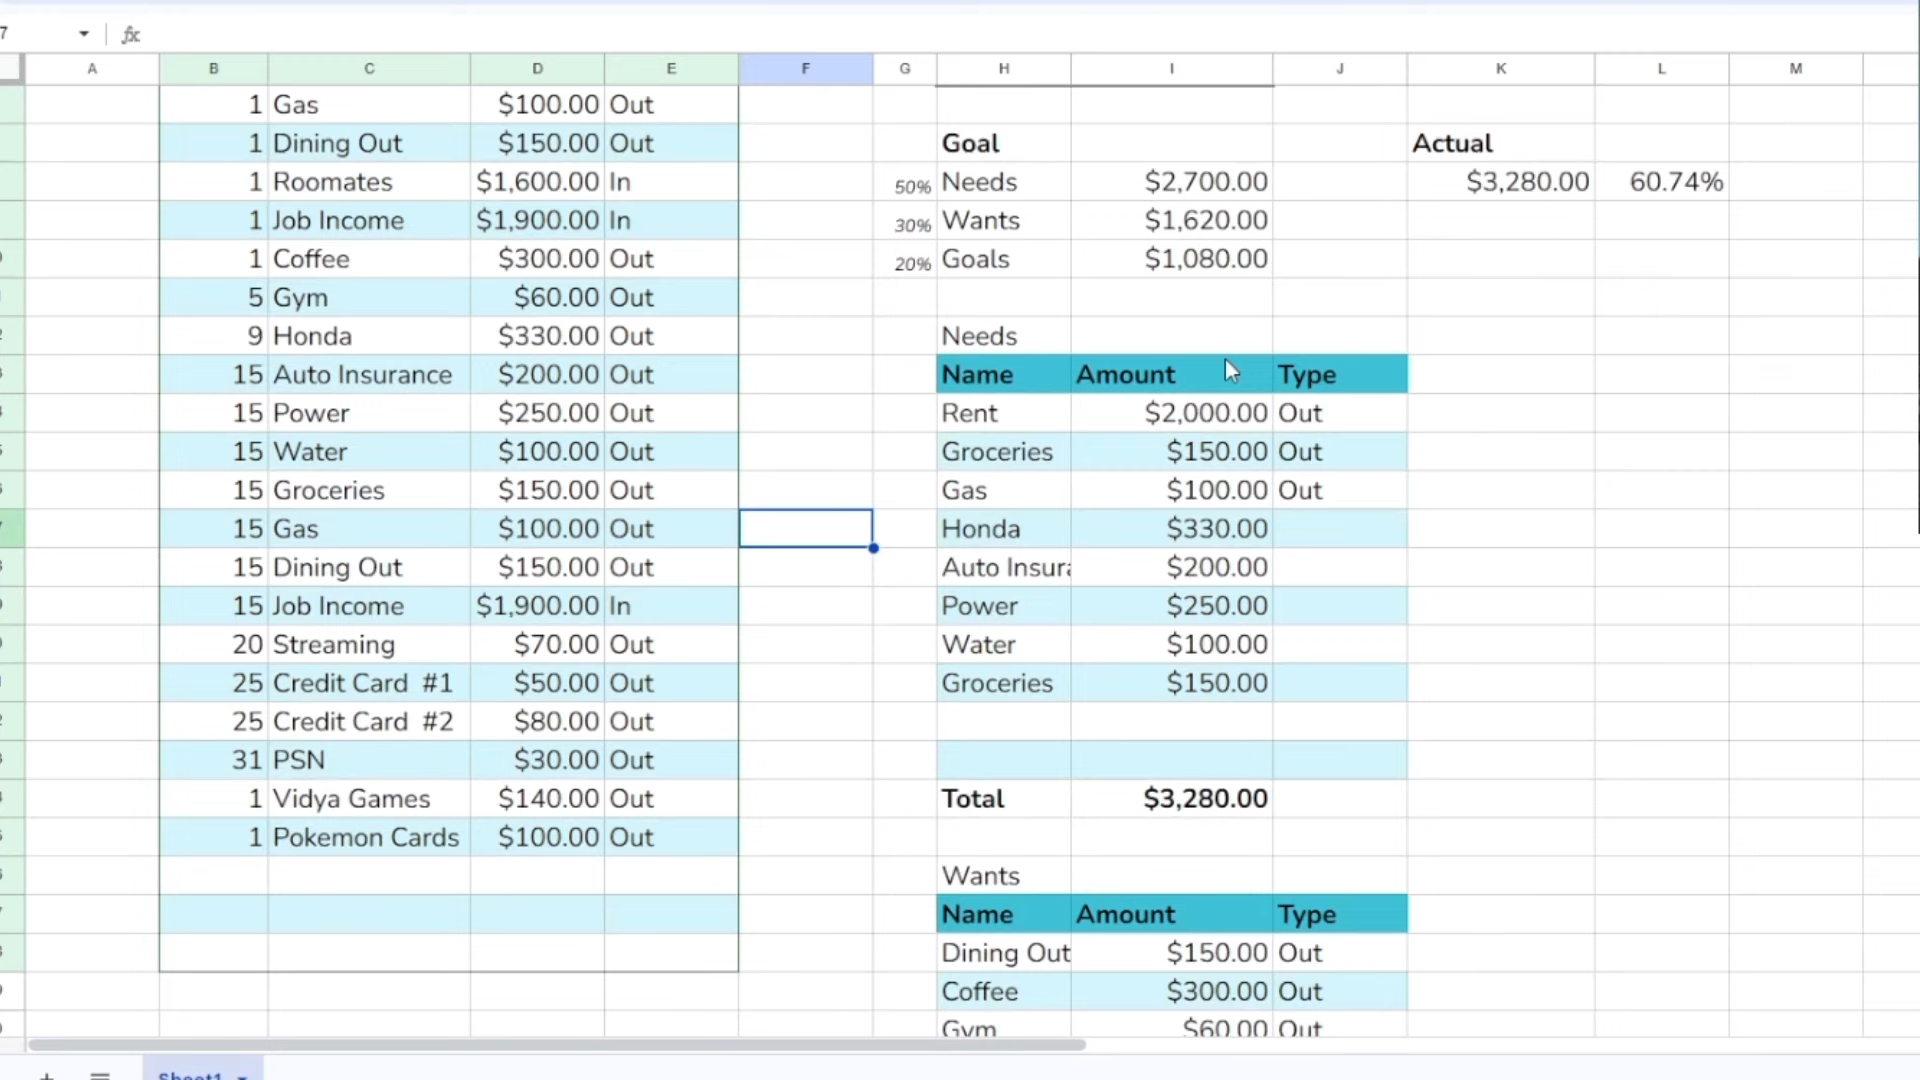 7 fx
A B C D E F G H I J K L M
1 Gas $100.00 Out
1 Dining Out $150.00 Out Goal Actual
1 Roomates $1,600.00 In 50% Needs $2,700.00 $3,280.00 60.74%
1 Job Income $1,900.00 In 30% Wants $1,620.00
1 Coffee $300.00 Out 20% Goals $1,080.00
5 Gym $60.00 Out
9 Honda $330.00 Out Needs
15 Auto Insurance $200.00 Out Name Amount Type
15 Power $250.00 Out Rent $2,000.00 Out
15 Water $100.00 Out Groceries $150.00 Out
15 Groceries $150.00 Out Gas $100.00 Out
15 Gas $100.00 Out Honda $330.00
15 Dining Out $150.00 Out Auto Insura $200.00
15 Job Income $1,900.00 In Power $250.00
20 Streaming $70.00 Out Water $100.00
25 Credit Card #1 $50.00 Out Groceries $150.00
25 Credit Card #2 $80.00 Out
31 PSN $30.00 Out
1 Vidya Games $140.00 Out Total $3,280.00
1 Pokemon Cards $100.00 Out
Wants
Name Amount Type
Dining Out $150.00 Out
Coffee $300.00 Out
Gym $60.00 Out
Sheet1